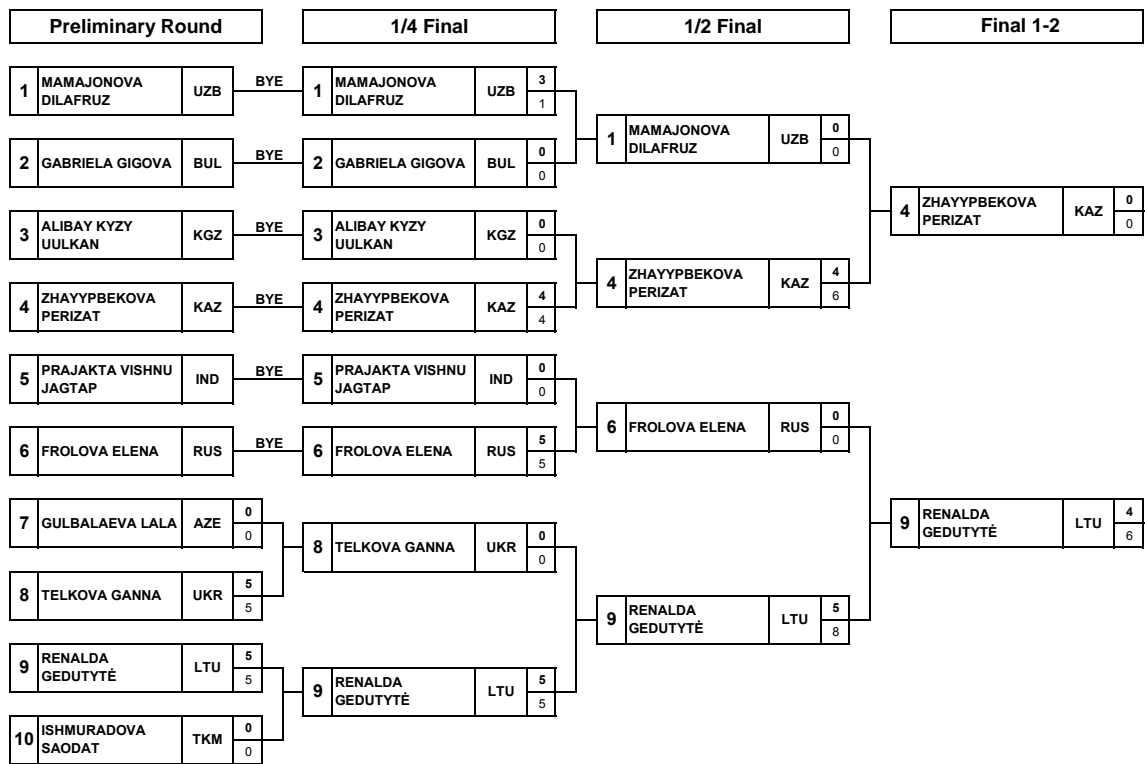 Preliminary Round
1/4 Final
1/2 Final
Final 1-2
1
MAMAJONOVA
DILAFRUZ
UZB
BYE
2
GABRIELA GIGOVA
BUL
BYE
3
ALIBAY KYZY
UULKAN
KGZ
BYE
4
ZHAYYPBEKOVA
PERIZAT
KAZ
BYE
5
PRAJAKTA VISHNU
JAGTAP
IND
BYE
6
FROLOVA ELENA
RUS
BYE
7
GULBALAEVA LALA
AZE
0
0
8
TELKOVA GANNA
UKR
5
5
9
RENALDA
GEDUTYTĖ
LTU
5
5
10
ISHMURADOVA
SAODAT
TKM
0
0
1
MAMAJONOVA
DILAFRUZ
UZB
3
1
2
GABRIELA GIGOVA
BUL
0
0
3
ALIBAY KYZY
UULKAN
KGZ
0
0
4
ZHAYYPBEKOVA
PERIZAT
KAZ
4
4
5
PRAJAKTA VISHNU
JAGTAP
IND
0
0
6
FROLOVA ELENA
RUS
5
5
8
TELKOVA GANNA
UKR
0
0
9
RENALDA
GEDUTYTĖ
LTU
5
5
1
MAMAJONOVA
DILAFRUZ
UZB
0
0
4
ZHAYYPBEKOVA
PERIZAT
KAZ
4
6
6
FROLOVA ELENA
RUS
0
0
9
RENALDA
GEDUTYTĖ
LTU
5
8
4
ZHAYYPBEKOVA
PERIZAT
KAZ
0
0
9
RENALDA
GEDUTYTĖ
LTU
4
6